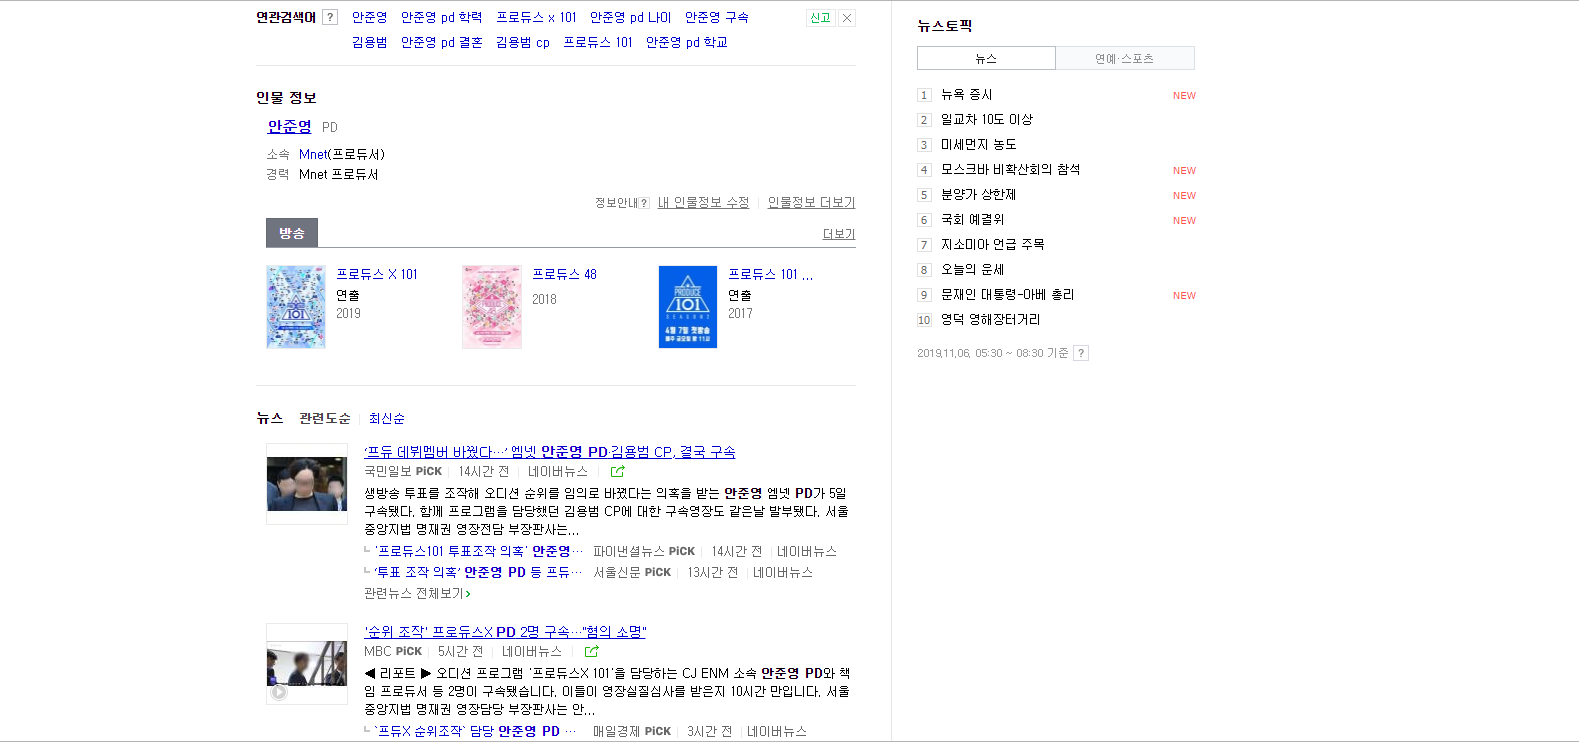 연관검색어 ? 안준영 안준영 pd 학력 프로듀스 x 101 안준영 pd 나이 안준영 구속 신고
김용범 안준영 pd 결혼 김용범 cp 프로듀스 101 안준영 pd 학교
인물 정보
안준영 PD
소속 Mnet(프로듀서)
경력 Mnet 프로듀서
정보안내 ? 내 인물정보 수정 인물정보 더보기
방송 더보기
프로듀스 X 101
연출
2019
프로듀스 48
2018
PRODUCE
101
SEASON2
4월 7일 첫방송
매주 금요일 밤 11시
프로듀스 101 ...
연출
2017
뉴스 관련도순 최신순
'프듀 데뷔멤버 바꿨다…' 엠넷 안준영 PD·김용범 CP, 결국 구속
국민일보 PiCK 14시간 전 네이버뉴스
생방송 투표를 조작해 오디션 순위를 임의로 바꿨다는 의혹을 받는 안준영 엠넷 PD가 5일
구속됐다. 함께 프로그램을 담당했던 김용범 CP에 대한 구속영장도 같은날 발부됐다. 서울
중앙지법 명재권 영장전담 부장판사는...
'프로듀스101 투표조작 의혹' 안준영… 파이낸셜뉴스 PiCK 14시간 전 네이버뉴스
'투표 조작 의혹' 안준영 PD 등 프듀… 서울신문 PiCK 13시간 전 네이버뉴스
관련뉴스 전체보기
'순위 조작' 프로듀스X PD 2명 구속…"혐의 소명"
MBC PiCK 5시간 전 네이버뉴스
◀ 리포트 ▶ 오디션 프로그램 '프로듀스X 101'을 담당하는 CJ ENM 소속 안준영 PD와 책
임 프로듀서 등 2명이 구속됐습니다. 이들이 영장실질심사를 받은지 10시간 만입니다. 서울
중앙지법 명재권 영장담당 부장판사는 안...
`프듀X 순위조작` 담당 안준영 PD … 매일경제 PiCK 3시간 전 네이버뉴스
뉴스토픽
뉴스 연예·스포츠
1 뉴욕 증시 NEW
2 일교차 10도 이상
3 미세먼지 농도
4 모스크바 비확산회의 참석 NEW
5 분양가 상한제 NEW
6 국회 예결위 NEW
7 지소미아 언급 주목
8 오늘의 운세
9 문재인 대통령-아베 총리 NEW
10 영덕 영해장터거리
2019.11.06. 05:30 ~ 08:30 기준 ?